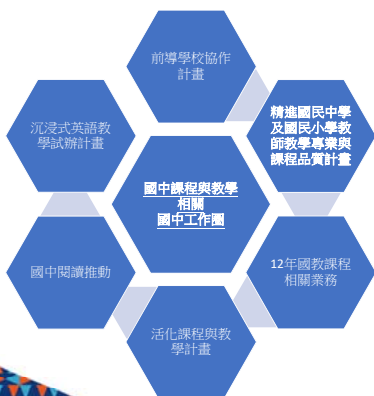 前導學校協作
計畫
精進國民中學
及國民小學教
師教學專業與
課程品質計畫
12年國教課程
相關業務
活化課程與教
學計畫
國中閱讀推動
沉浸式英語教
學試辦計畫
國中課程與教學
相關
國中工作圈